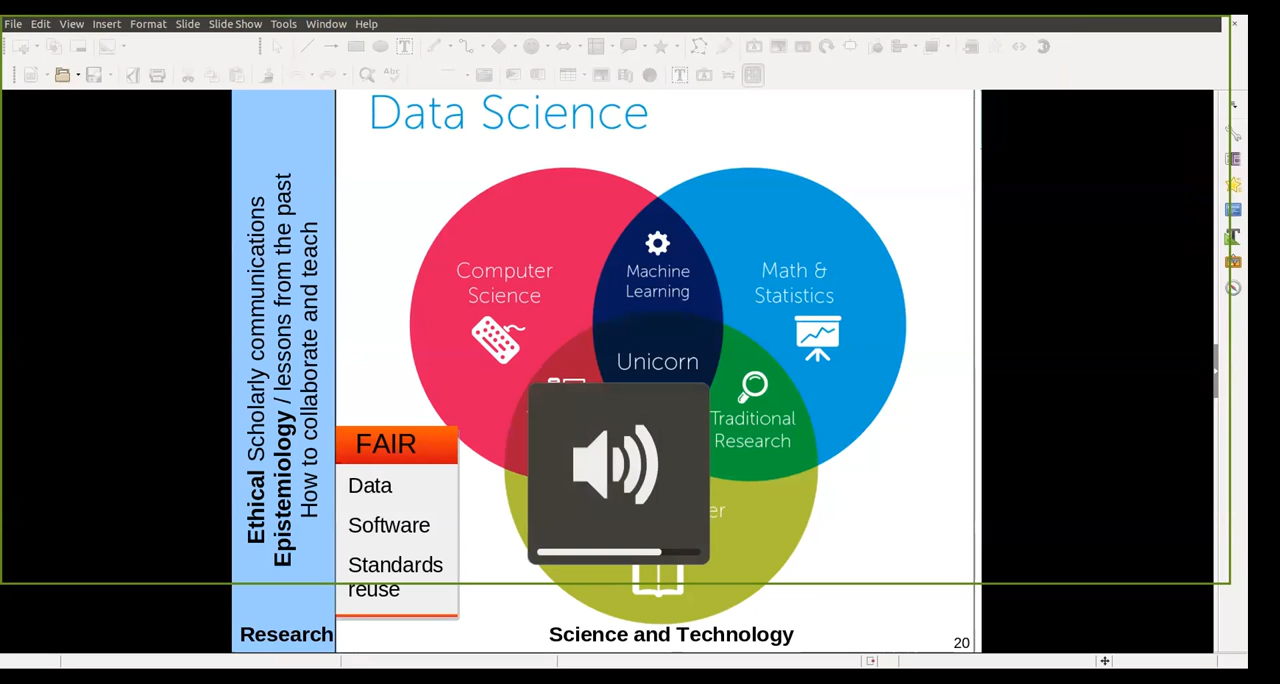 File Edit View Insert Format Slide Slide Show Tools Window Help
Data Science
Ethical Scholarly communications
Epistemiology / lessons from the past
How to collaborate and teach
Computer
Science
Machine
Learning
Math &
Statistics
Unicorn
Traditional
Research
FAIR
Data
Software
Standards
reuse
er
Research
Science and Technology
20